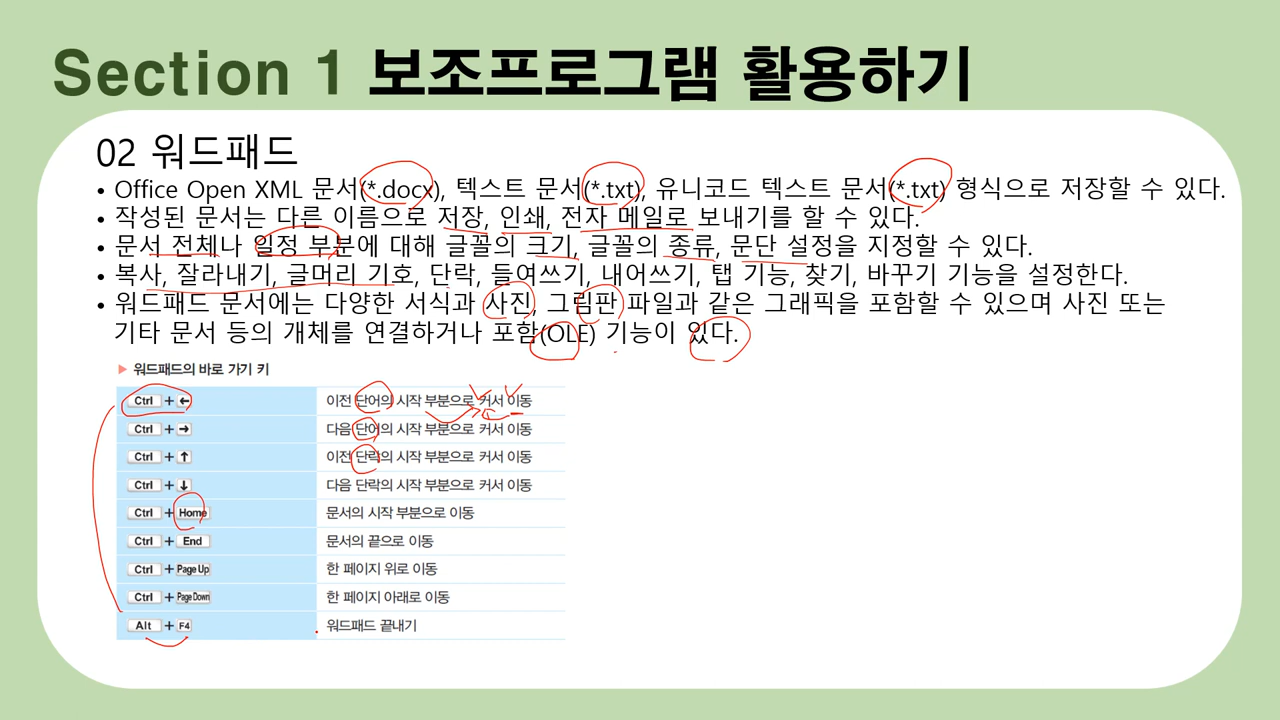 Section 1 보조프로그램 활용하기
02 워드패드
• Office Open XML 문서(*.docx), 텍스트 문서(*.txt), 유니코드 텍스트 문서(*.txt) 형식으로 저장할 수 있다.
• 작성된 문서는 다른 이름으로 저장, 인쇄, 전자 메일로 보내기를 할 수 있다.
• 문서 전체나 일정 부분에 대해 글꼴의 크기, 글꼴의 종류, 문단 설정을 지정할 수 있다.
• 복사, 잘라내기, 글머리 기호, 단락, 들여쓰기, 내어쓰기, 탭 기능, 찾기, 바꾸기 기능을 설정한다.
• 워드패드 문서에는 다양한 서식과 사진, 그림판 파일과 같은 그래픽을 포함할 수 있으며 사진 또는
기타 문서 등의 개체를 연결하거나 포함(OLE) 기능이 있다.
▶ 워드패드의 바로 가기 키
Ctrl + ← 이전 단어의 시작 부분으로 커서 이동
Ctrl + → 다음 단어의 시작 부분으로 커서 이동
Ctrl + ↑ 이전 단락의 시작 부분으로 커서 이동
Ctrl + ↓ 다음 단락의 시작 부분으로 커서 이동
Ctrl + Home 문서의 시작 부분으로 이동
Ctrl + End 문서의 끝으로 이동
Ctrl + Page Up 한 페이지 위로 이동
Ctrl + Page Down 한 페이지 아래로 이동
Alt + F4 워드패드 끝내기